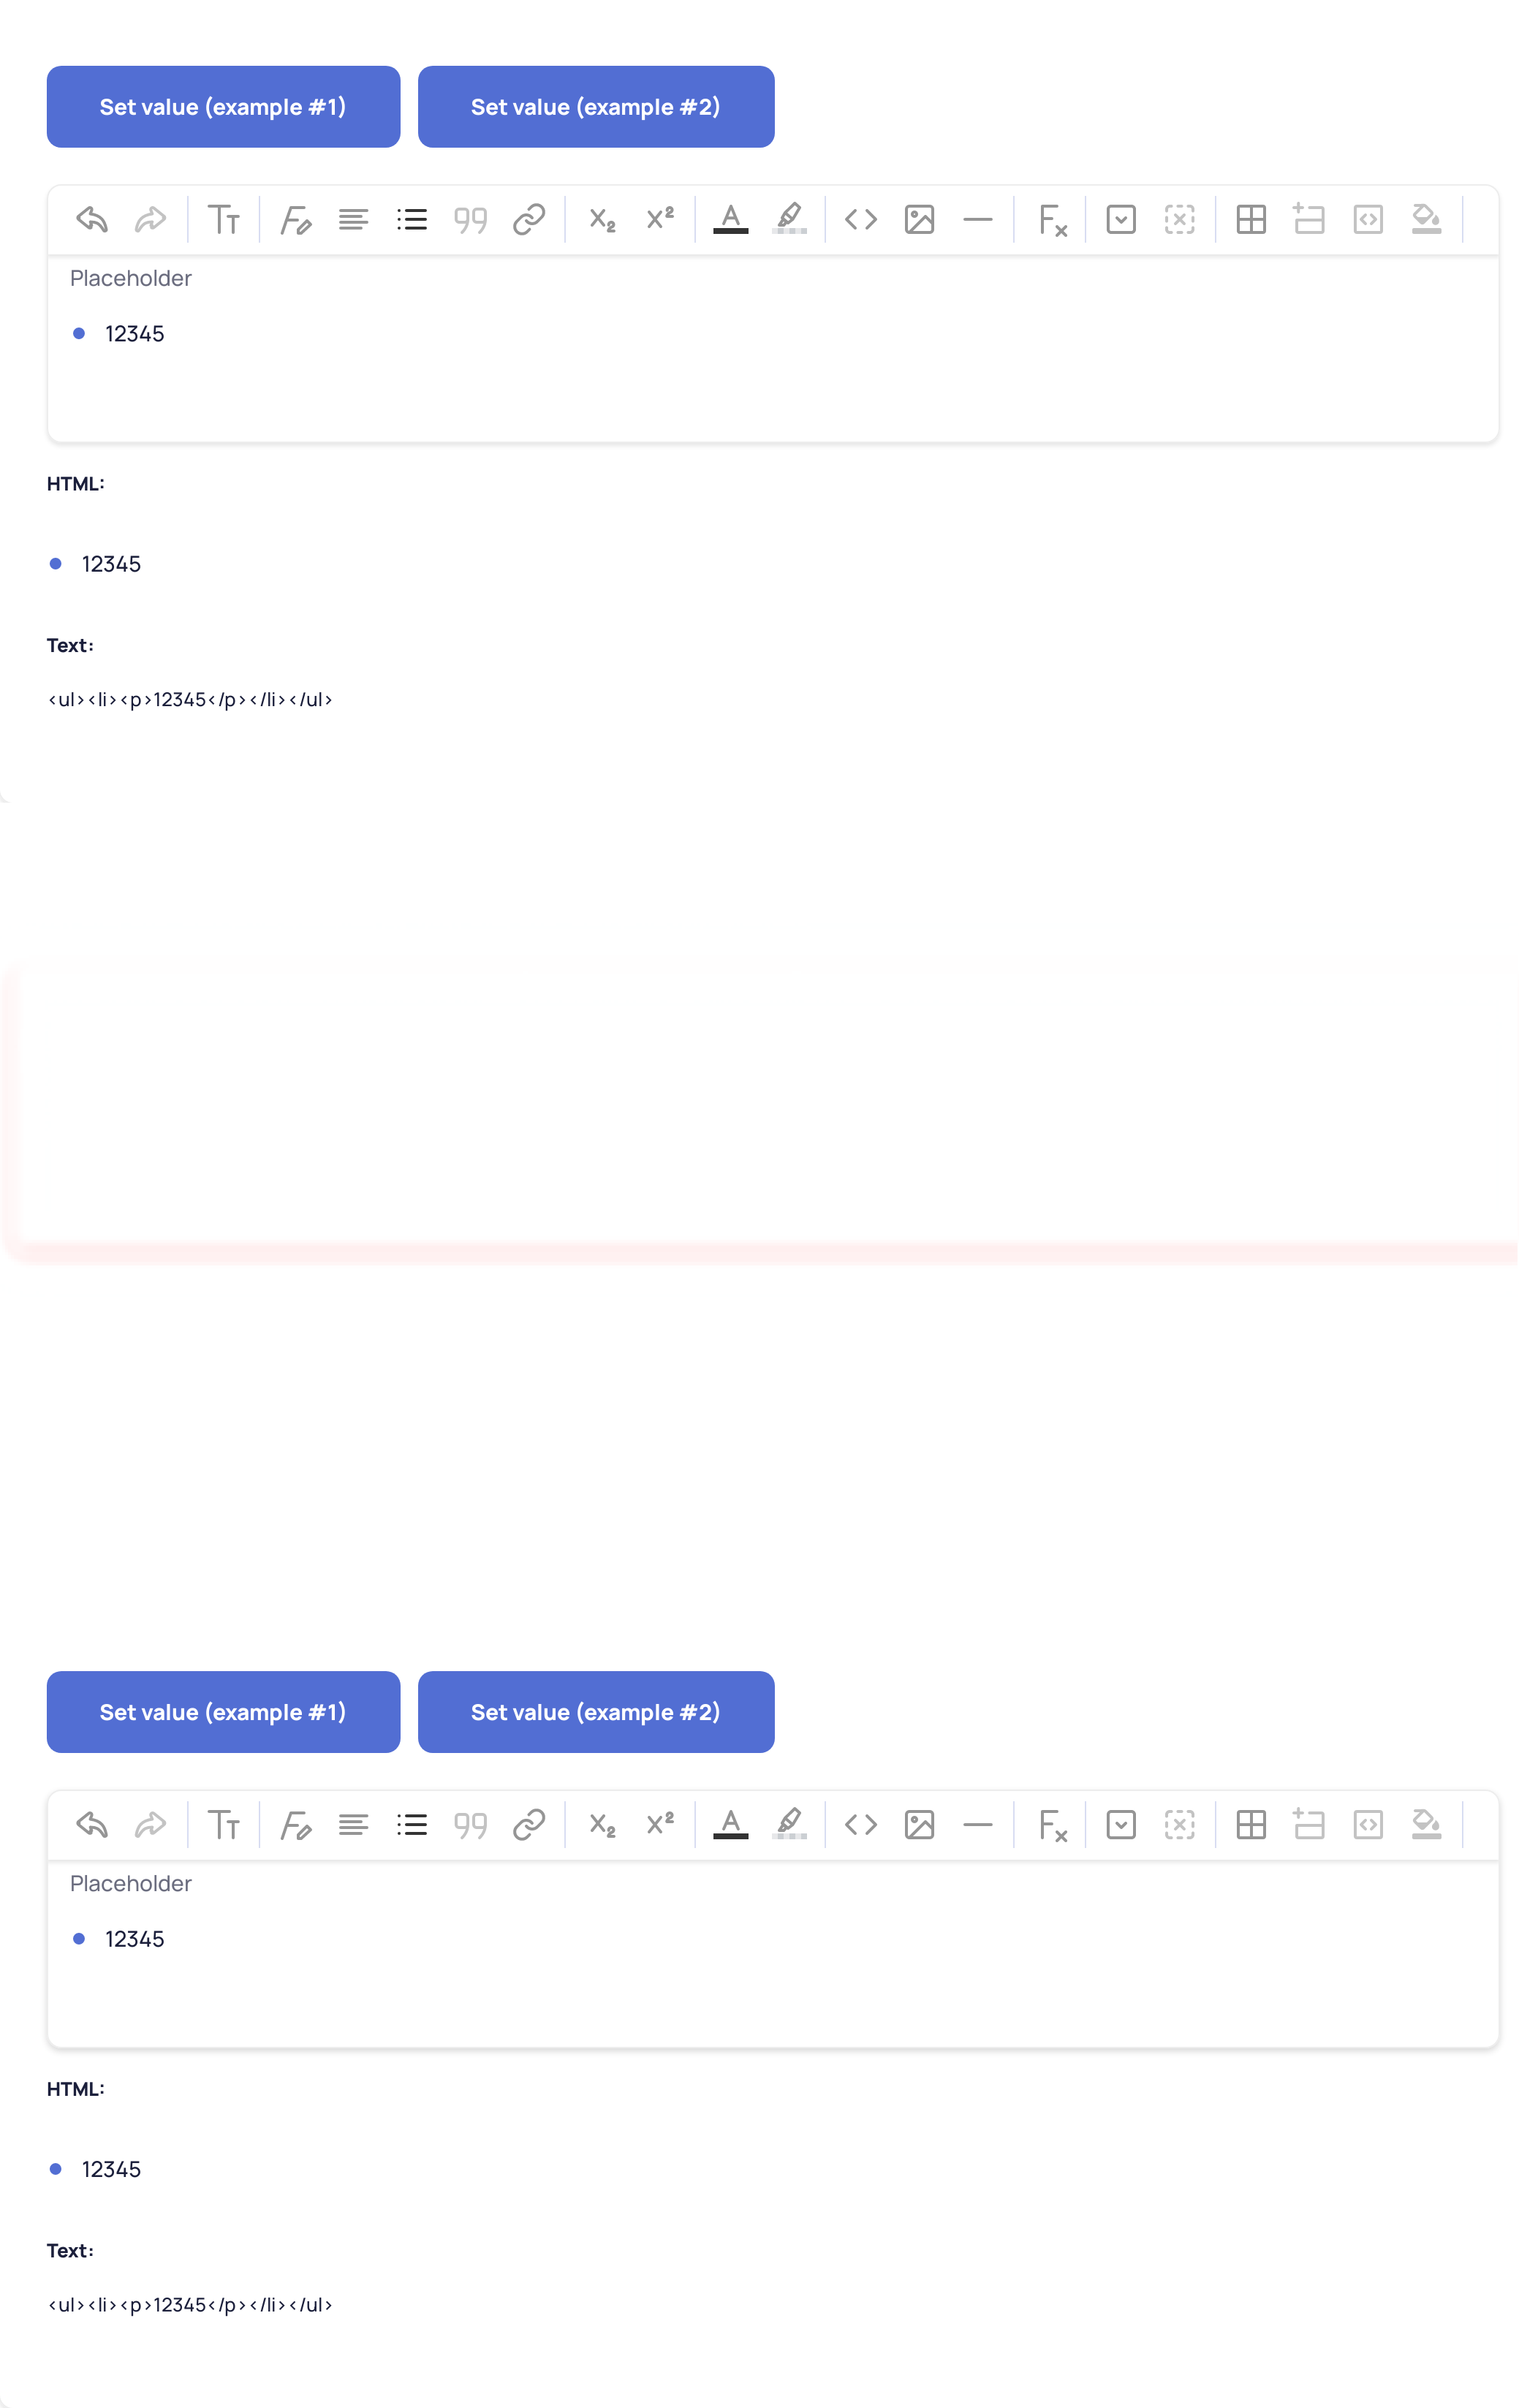 Set value (example #1) Set value (example #2)
Placeholder
12345
HTML:
12345
Text:
<ul><li><p>12345</p></li></ul>
Set value (example #1) Set value (example #2)
Placeholder
12345
HTML:
12345
Text:
<ul><li><p>12345</p></li></ul>